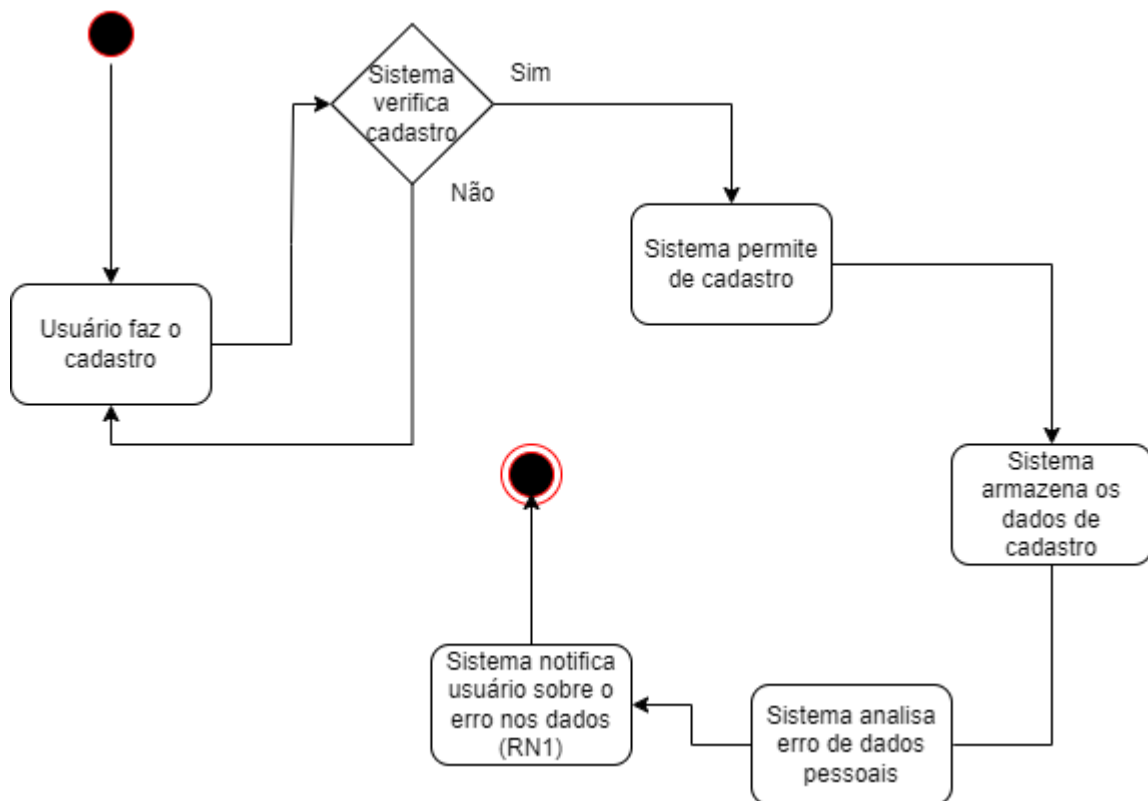 Sistema
verifica
cadastro
Sim
Não
Sistema permite
de cadastro
Usuário faz o
cadastro
Sistema
armazena os
dados de
cadastro
Sistema notifica
usuário sobre o
erro nos dados
(RN1)
Sistema analisa
erro de dados
pessoais